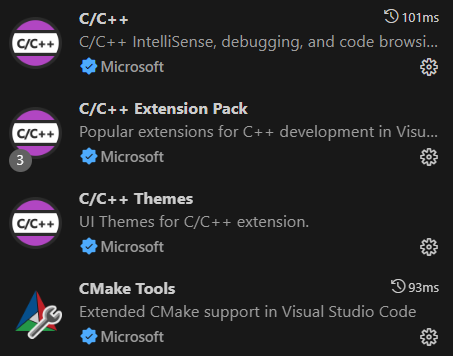 C/C++
101ms
C/C++ IntelliSense, debugging, and code browsi...
C/C++
Microsoft
C/C++ Extension Pack
Popular extensions for C++ development in Visu...
C/C++
3
Microsoft
C/C++ Themes
UI Themes for C/C++ extension.
C/C++
Microsoft
CMake Tools
93ms
Extended CMake support in Visual Studio Code
Microsoft